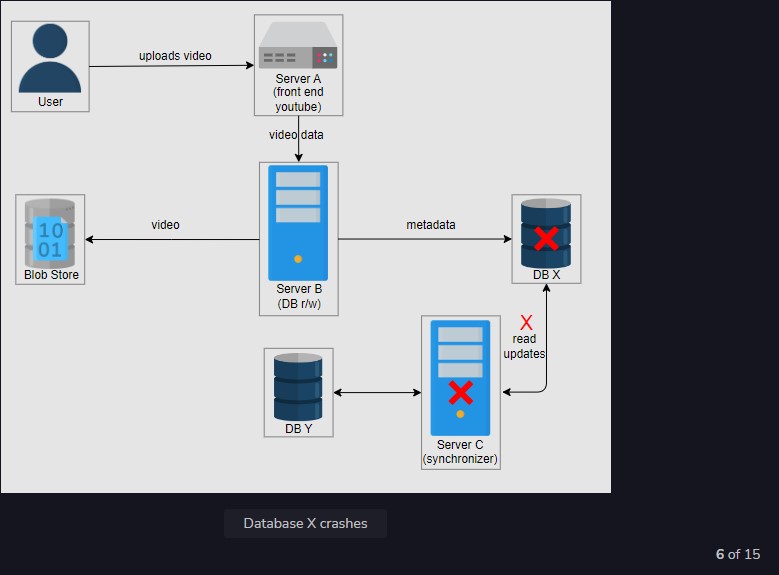 uploads video
User
Server A
(front end
youtube)
video data
video
metadata
10
01
Blob Store
Server B
(DB r/w)
DB X
X
read
updates
DB Y
Server C
(synchronizer)
Database X crashes
6 of 15